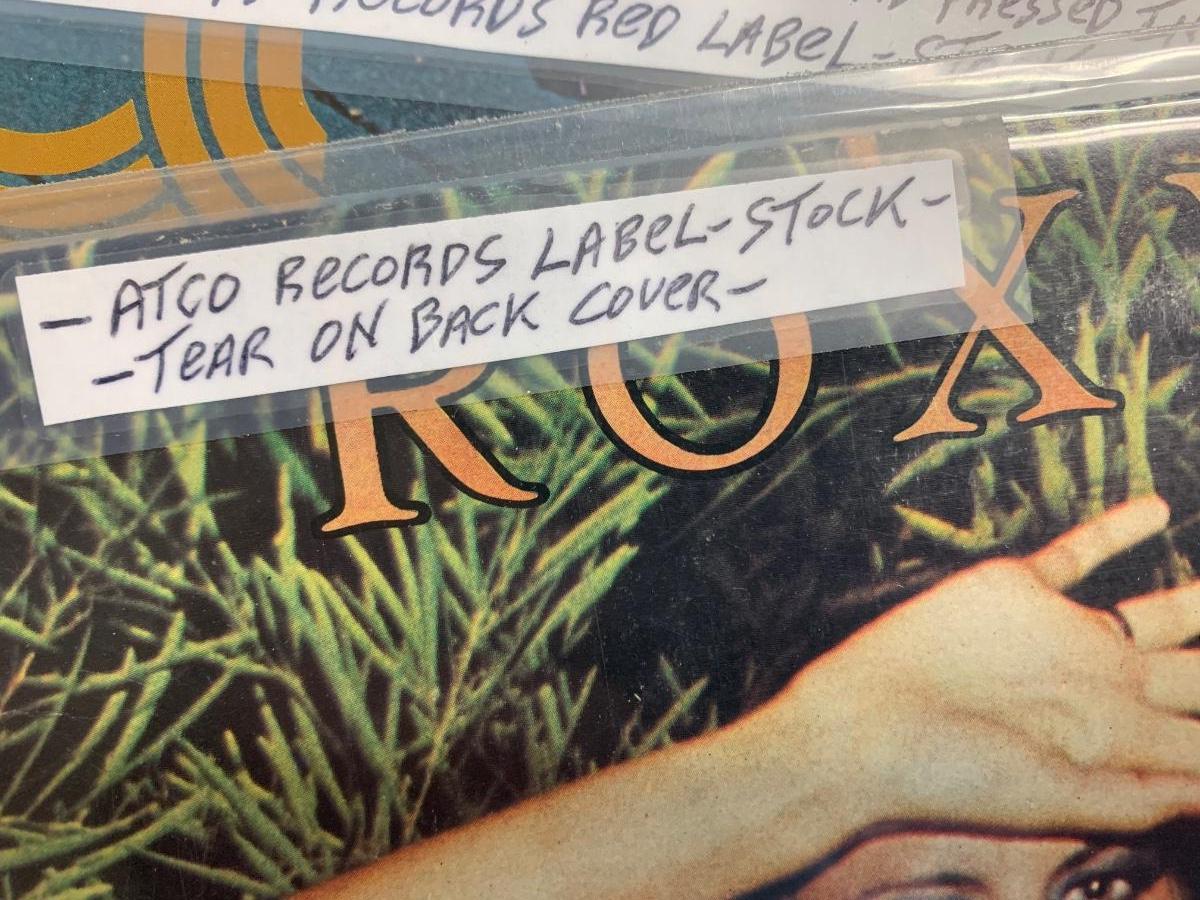 RECORDS RED LABEL-
PRESSED
-ATCO RECORDS LABEL-STOCK-
-TEAR ON BACK COVER-
ROX